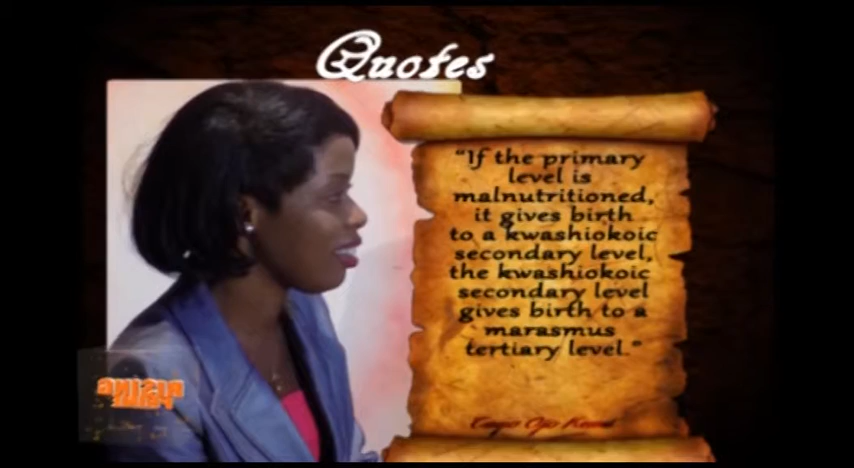 Quotes
"If the primary
level is
malnutritioned,
it gives birth
to a kwashiokoic
secondary level,
the kwashiokoic
secondary level
gives birth to a
marasmus
tertiary level."